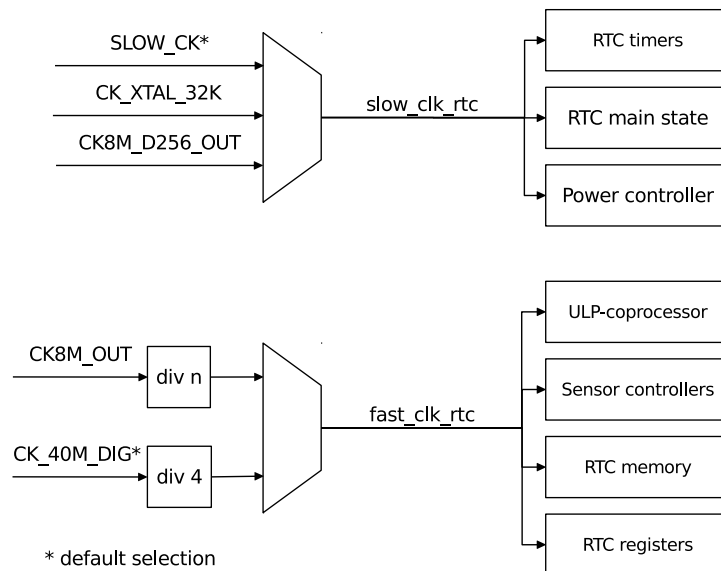 SLOW_CK*
CK_XTAL_32K
CK8M_D256_OUT
slow_clk_rtc
RTC timers
RTC main state
Power controller
CK8M_OUT
div n
CK_40M_DIG*
div 4
fast_clk_rtc
ULP-coprocessor
Sensor controllers
RTC memory
RTC registers
* default selection